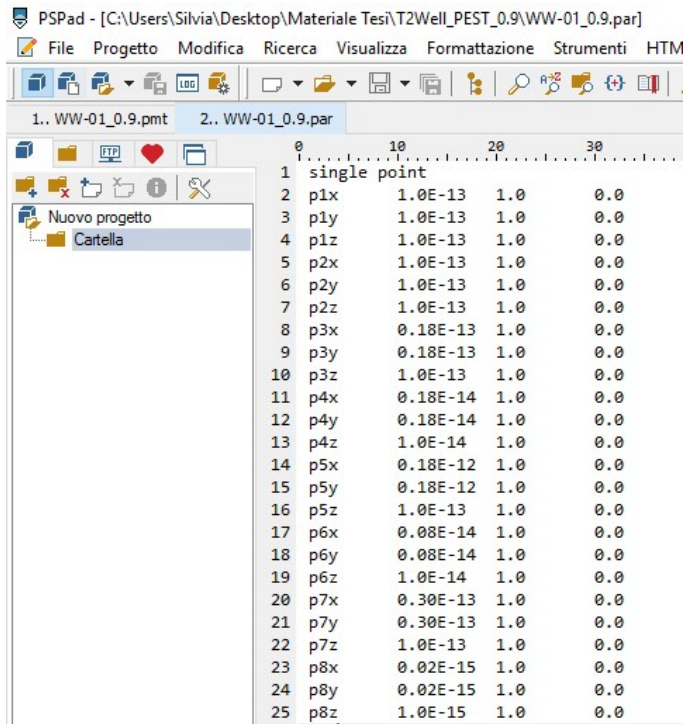 PSPad - [C:\Users\Silvia\Desktop\Materiale Tesi\T2Well_PEST_0.9\WW-01_0.9.par]
File Progetto Modifica Ricerca Visualizza Formattazione Strumenti HTM
LOG
1.. WW-01_0.9.pmt 2.. WW-01_0.9.par
FTP
0 10 20 30
Nuovo progetto
Cartella
1 single point
2 p1x 1.0E-13 1.0 0.0
3 p1y 1.0E-13 1.0 0.0
4 p1z 1.0E-13 1.0 0.0
5 p2x 1.0E-13 1.0 0.0
6 p2y 1.0E-13 1.0 0.0
7 p2z 1.0E-13 1.0 0.0
8 p3x 0.18E-13 1.0 0.0
9 p3y 0.18E-13 1.0 0.0
10 p3z 1.0E-13 1.0 0.0
11 p4x 0.18E-14 1.0 0.0
12 p4y 0.18E-14 1.0 0.0
13 p4z 1.0E-14 1.0 0.0
14 p5x 0.18E-12 1.0 0.0
15 p5y 0.18E-12 1.0 0.0
16 p5z 1.0E-13 1.0 0.0
17 p6x 0.08E-14 1.0 0.0
18 p6y 0.08E-14 1.0 0.0
19 p6z 1.0E-14 1.0 0.0
20 p7x 0.30E-13 1.0 0.0
21 p7y 0.30E-13 1.0 0.0
22 p7z 1.0E-13 1.0 0.0
23 p8x 0.02E-15 1.0 0.0
24 p8y 0.02E-15 1.0 0.0
25 p8z 1.0E-15 1.0 0.0